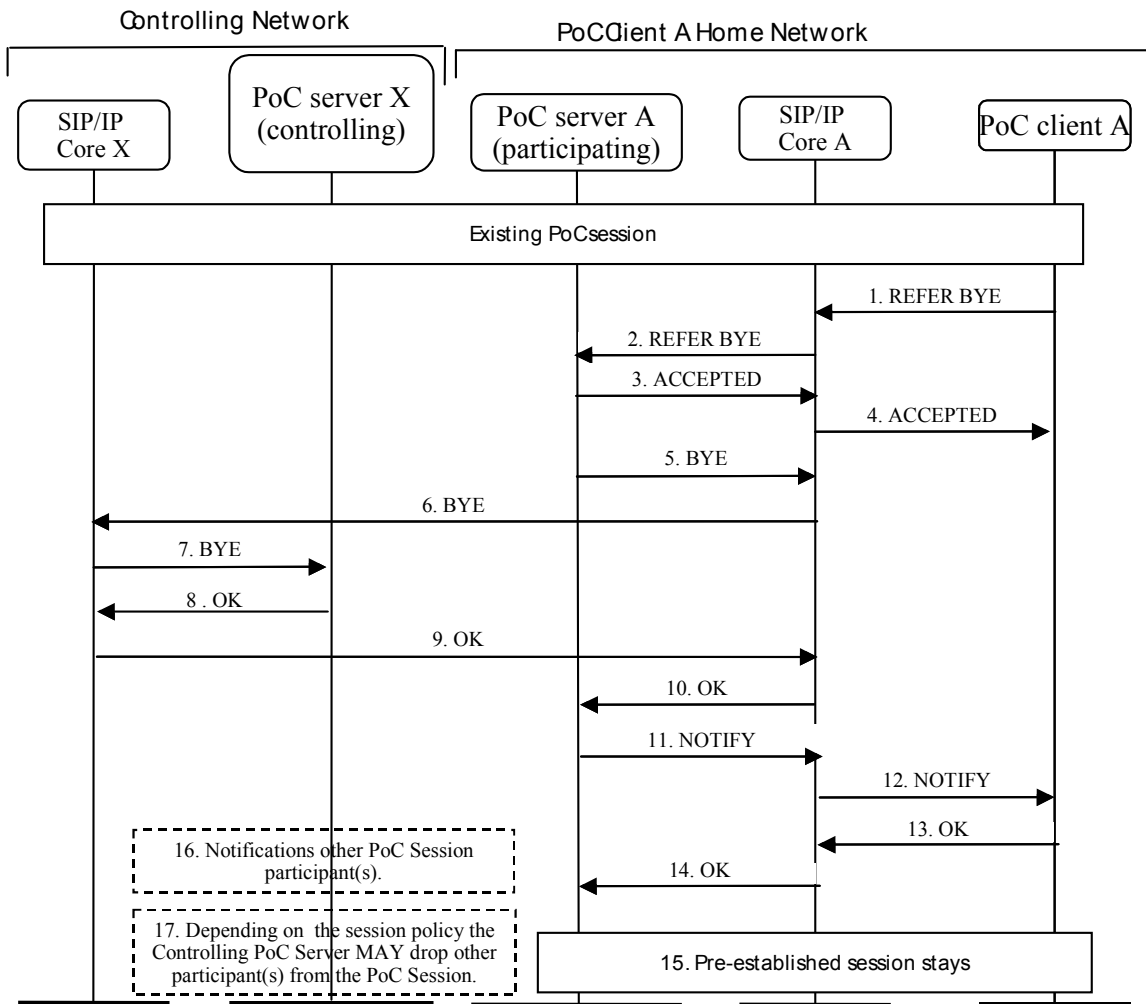 Controlling Network
PoCClient A Home Network
SIP/IP
Core X
PoC server X
(controlling)
PoC server A
(participating)
SIP/IP
Core A
PoC client A
Existing PoCsession
1. REFER BYE
2. REFER BYE
3. ACCEPTED
4. ACCEPTED
5. BYE
6. BYE
7. BYE
8 . OK
9. OK
10. OK
11. NOTIFY
12. NOTIFY
13. OK
14. OK
16. Notifications other PoC Session
participant(s).
17. Depending on the session policy the
Controlling PoC Server MAY drop other
participant(s) from the PoC Session.
15. Pre-established session stays